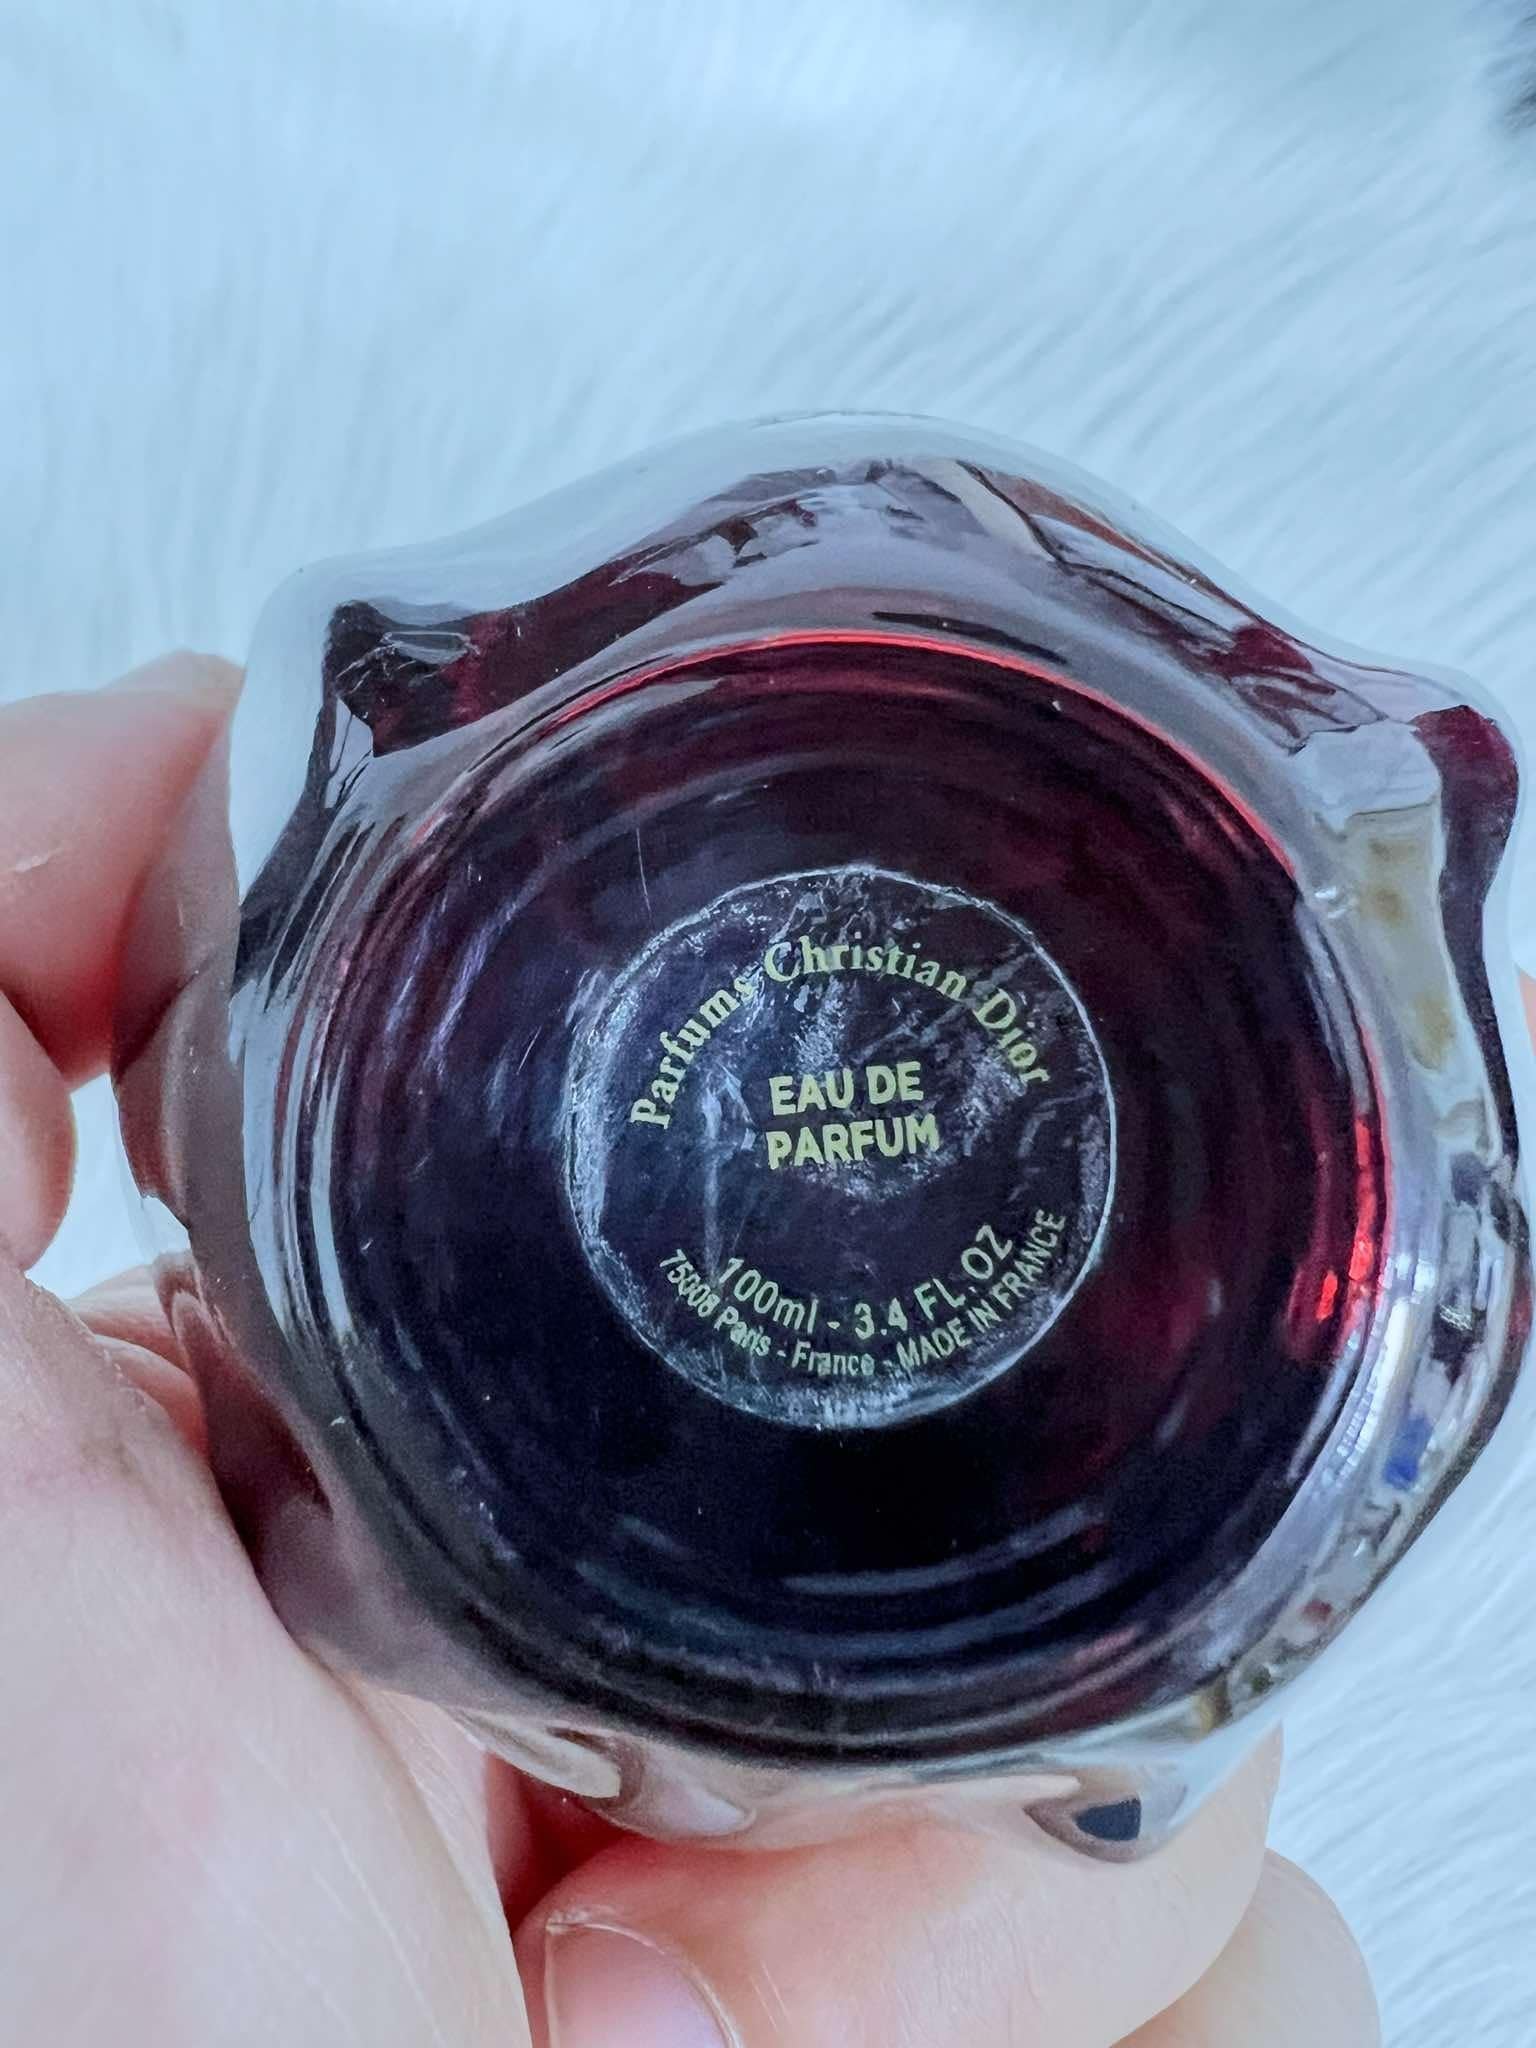 Parfums Christian Dior
EAU DE
PARFUM
100ml - 3.4 FL. OZ
75008 Paris - France - MADE IN FRANCE